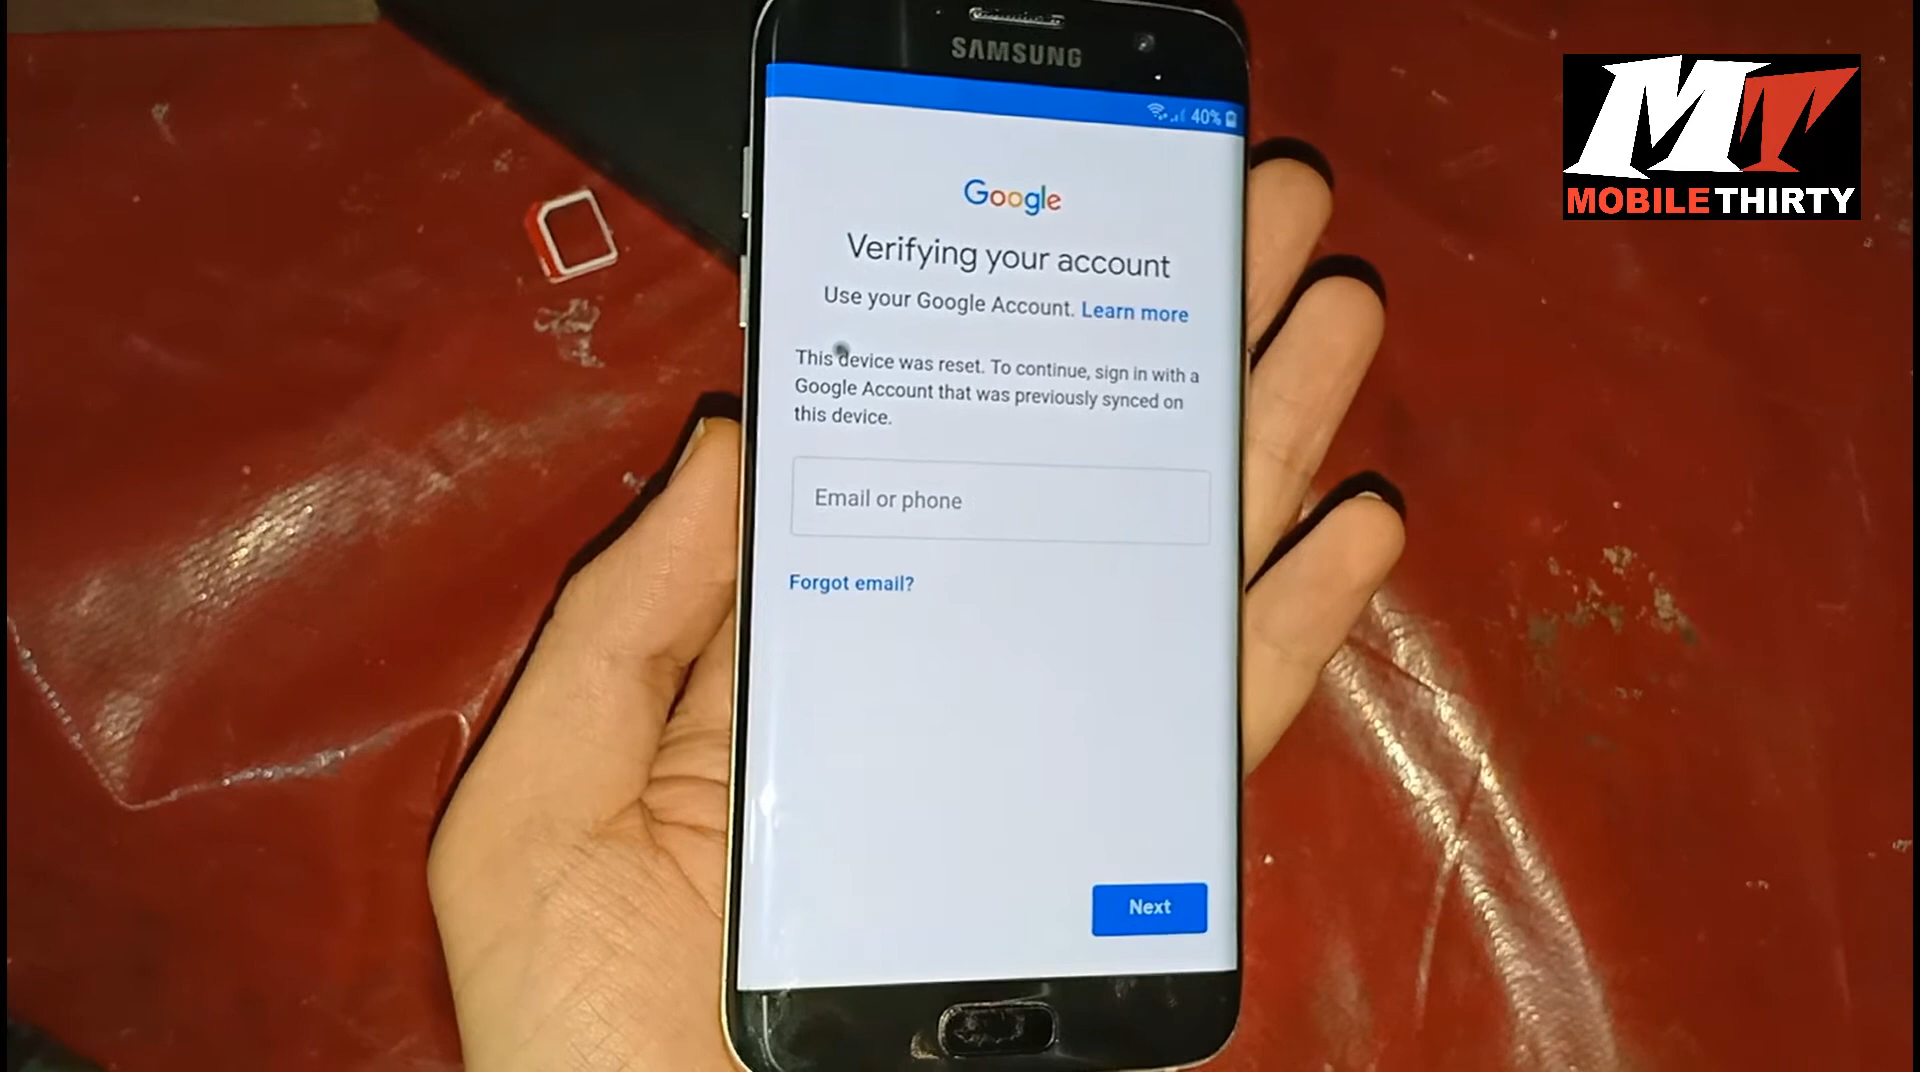 SAMSUNG
40%
Google
Verifying your account
Use your Google Account. Learn more
This device was reset. To continue, sign in with a
Google Account that was previously synced on
this device.
Email or phone
Forgot email?
Next
MT
MOBILE THIRTY